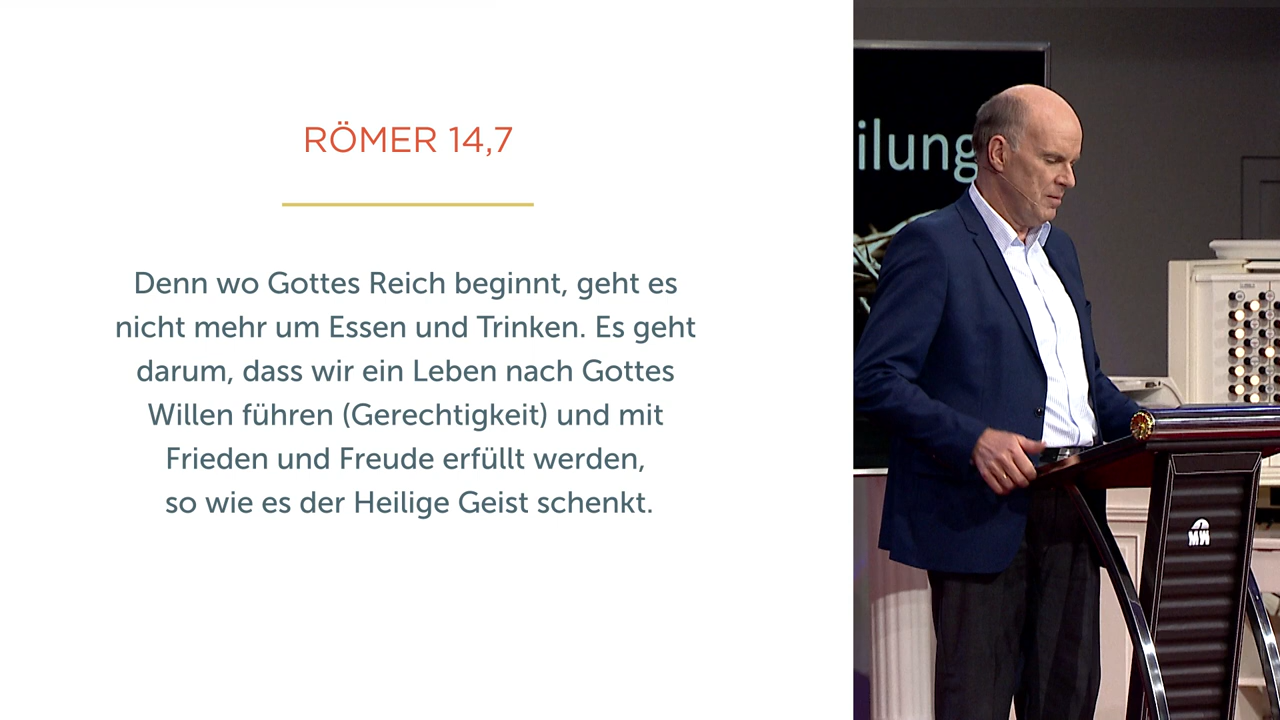 RÖMER 14,7
Denn wo Gottes Reich beginnt, geht es
nicht mehr um Essen und Trinken. Es geht
darum, dass wir ein Leben nach Gottes
Willen führen (Gerechtigkeit) und mit
Frieden und Freude erfüllt werden,
so wie es der Heilige Geist schenkt.
ilung
MW